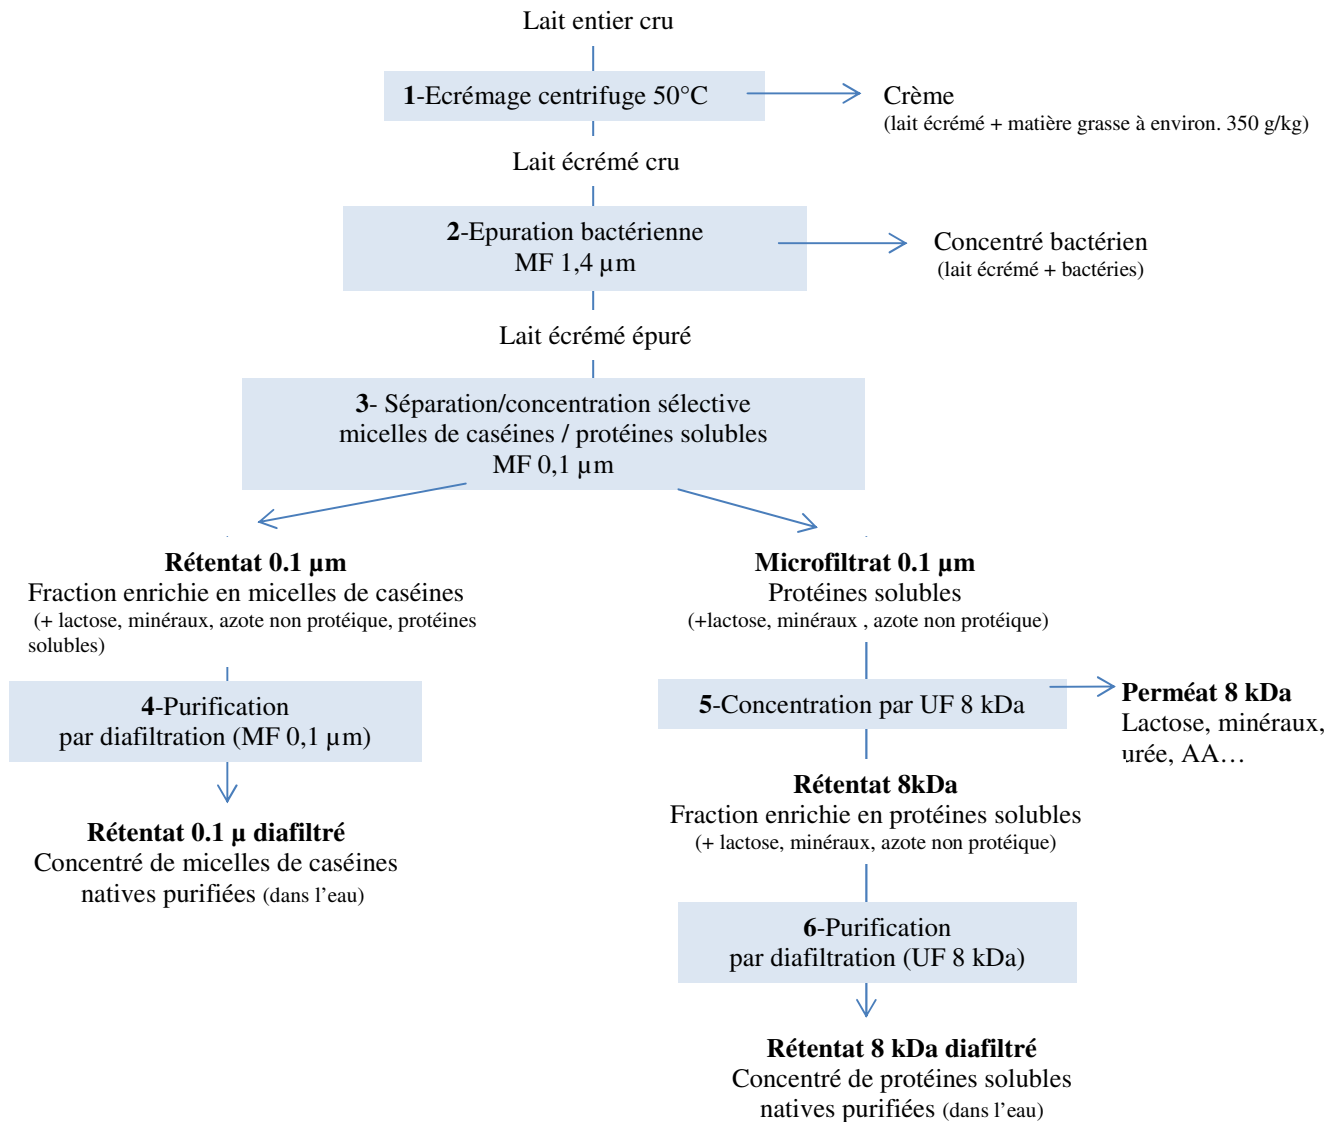 Lait entier cru
1-Ecrémage centrifuge 50°C
Crème
(lait écrémé + matière grasse à environ. 350 g/kg)
Lait écrémé cru
2-Epuration bactérienne
MF 1,4 µm
Concentré bactérien
(lait écrémé + bactéries)
Lait écrémé épuré
3- Séparation/concentration sélective
micelles de caséines / protéines solubles
MF 0,1 µm
Rétentat 0.1 µm
Fraction enrichie en micelles de caséines
(+ lactose, minéraux, azote non protéique, protéines
solubles)
4-Purification
par diafiltration (MF 0,1 µm)
Rétentat 0.1 µ diafiltré
Concentré de micelles de caséines
natives purifiées (dans l'eau)
Microfiltrat 0.1 µm
Protéines solubles
(+lactose, minéraux , azote non protéique)
5-Concentration par UF 8 kDa
Perméat 8 kDa
Lactose, minéraux,
urée, AA…
Rétentat 8kDa
Fraction enrichie en protéines solubles
(+ lactose, minéraux, azote non protéique)
6-Purification
par diafiltration (UF 8 kDa)
Rétentat 8 kDa diafiltré
Concentré de protéines solubles
natives purifiées (dans l'eau)